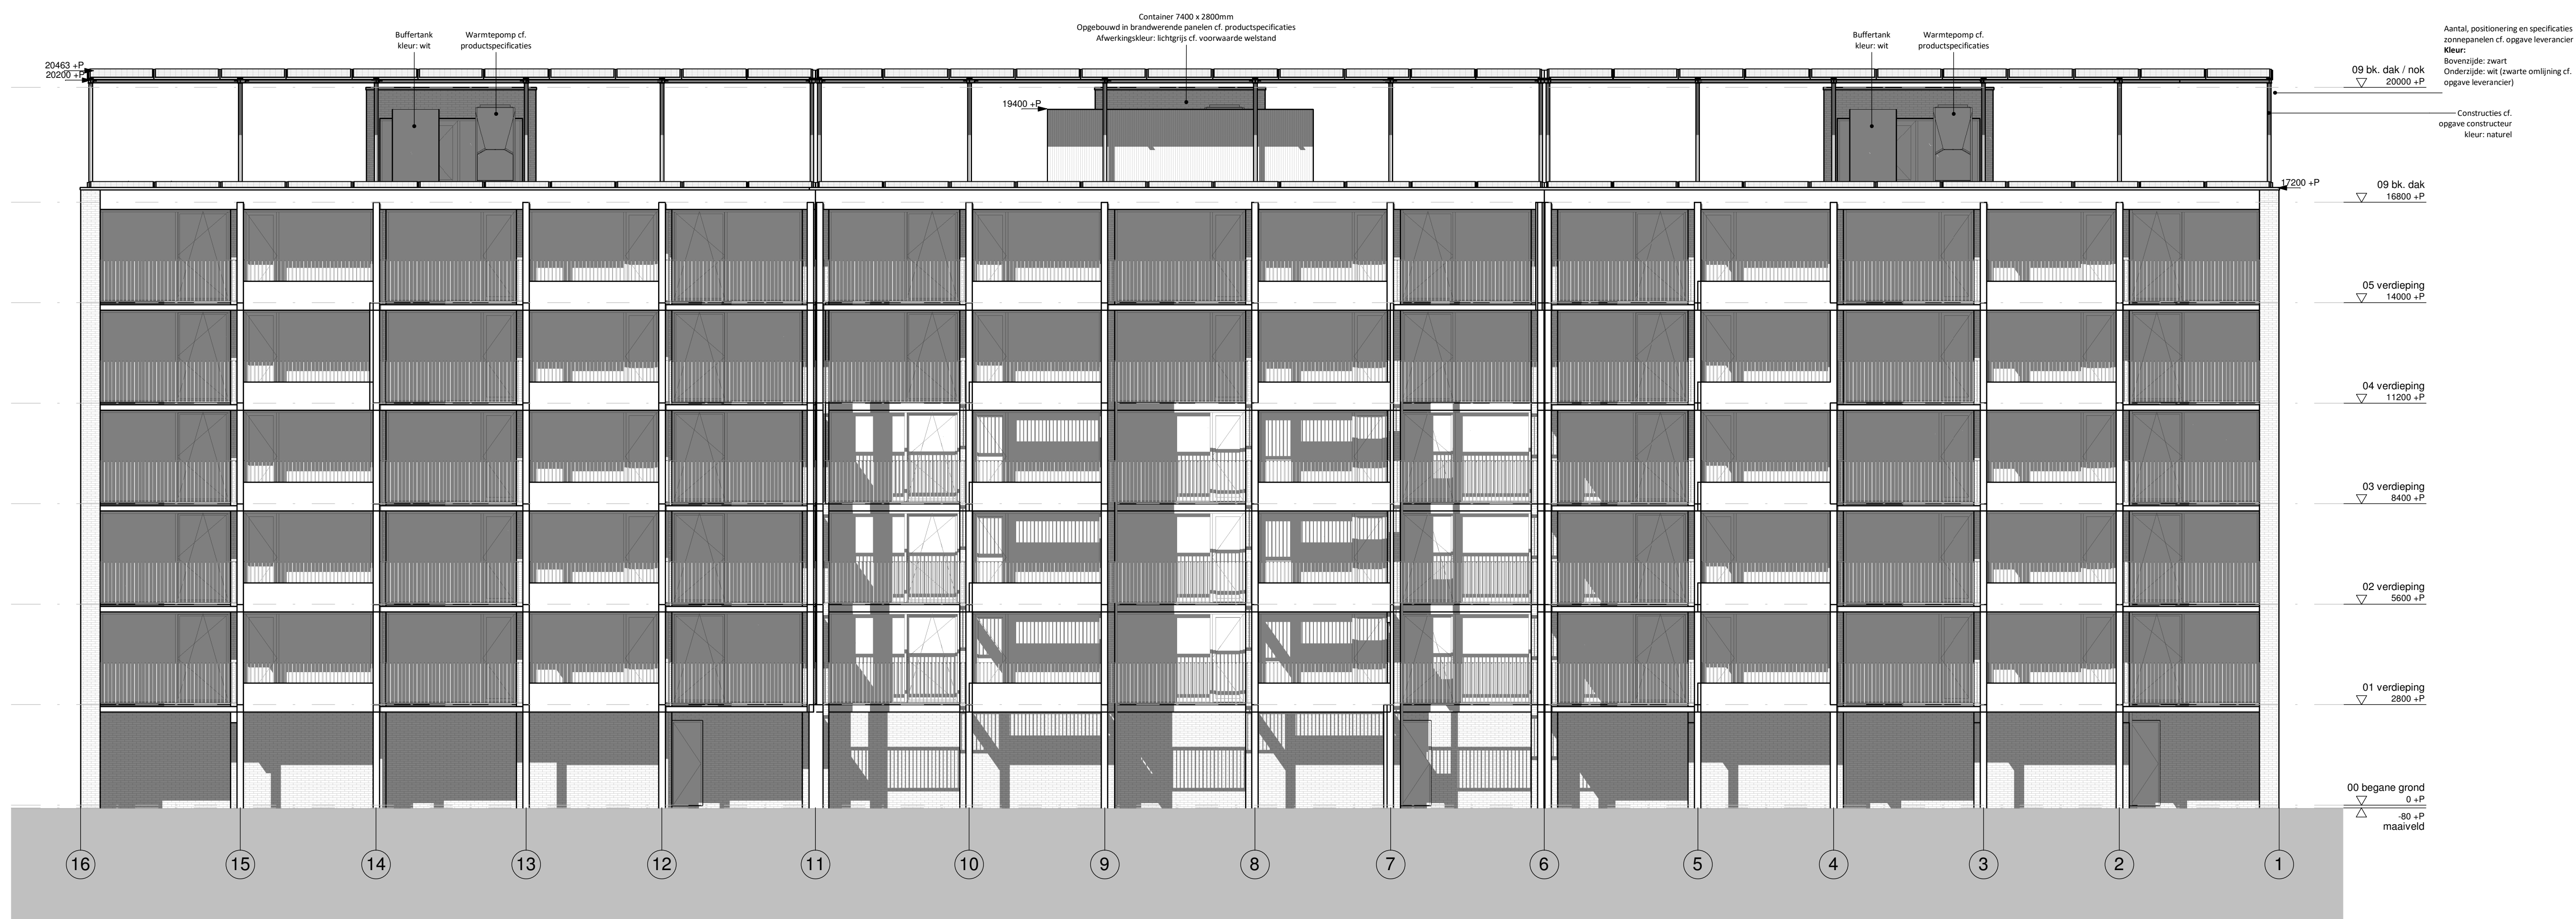 Container 7400 x 2800mm
Opgebouwd in brandwerende panelen cf. productspecificaties
Afwerkingskleur: lichtgrijs cf. voorwaarde welstand
Buffertank
kleur: wit
Warmtepomp cf.
productspecificaties
Buffertank
kleur: wit
Warmtepomp cf.
productspecificaties
Aantal, positionering en specificaties
zonnepanelen cf. opgave leverancier
Kleur:
Bovenzijde: zwart
Onderzijde: wit (zwarte omlijning cf.
opgave leverancier)
Constructies cf.
opgave constructeur
kleur: naturel
20463 +P
20200 +P
19400 +P
17200 +P
09 bk. dak / nok
20000 +P
09 bk. dak
16800 +P
05 verdieping
14000 +P
04 verdieping
11200 +P
03 verdieping
8400 +P
02 verdieping
5600 +P
01 verdieping
2800 +P
00 begane grond
0 +P
-80 +P
maaiveld
16
15
14
13
12
11
10
9
8
7
6
5
4
3
2
1